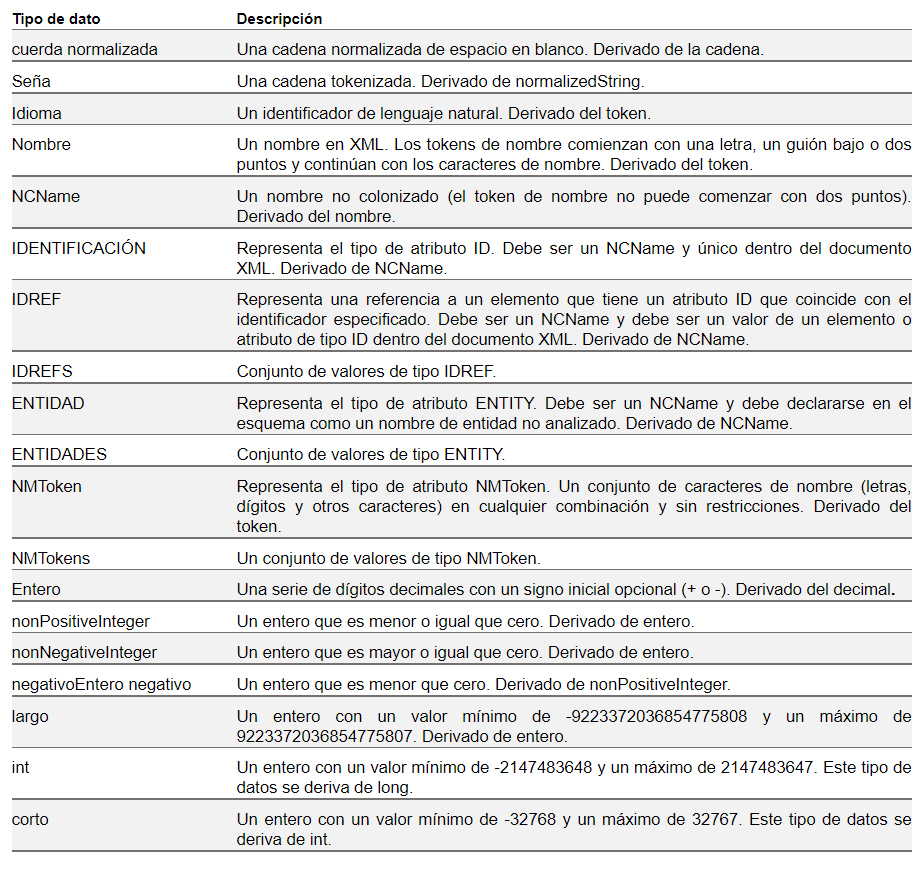 Tipo de dato Descripción
cuerda normalizada Una cadena normalizada de espacio en blanco. Derivado de la cadena.
Seña Una cadena tokenizada. Derivado de normalizedString.
Idioma Un identificador de lenguaje natural. Derivado del token.
Nombre Un nombre en XML. Los tokens de nombre comienzan con una letra, un guión bajo o dos
puntos y continúan con los caracteres de nombre. Derivado del token.
NCName Un nombre no colonizado (el token de nombre no puede comenzar con dos puntos).
Derivado del nombre.
IDENTIFICACIÓN Representa el tipo de atributo ID. Debe ser un NCName y único dentro del documento
XML. Derivado de NCName.
IDREF Representa una referencia a un elemento que tiene un atributo ID que coincide con el
identificador especificado. Debe ser un NCName y debe ser un valor de un elemento o
atributo de tipo ID dentro del documento XML. Derivado de NCName.
IDREFS Conjunto de valores de tipo IDREF.
ENTIDAD Representa el tipo de atributo ENTITY. Debe ser un NCName y debe declararse en el
esquema como un nombre de entidad no analizado. Derivado de NCName.
ENTIDADES Conjunto de valores de tipo ENTITY.
NMToken Representa el tipo de atributo NMToken. Un conjunto de caracteres de nombre (letras,
dígitos y otros caracteres) en cualquier combinación y sin restricciones. Derivado del
token.
NMTokens Un conjunto de valores de tipo NMToken.
Entero Una serie de dígitos decimales con un signo inicial opcional (+ o -). Derivado del decimal.
nonPositiveInteger Un entero que es menor o igual que cero. Derivado de entero.
nonNegativeInteger Un entero que es mayor o igual que cero. Derivado de entero.
negativoEntero negativo Un entero que es menor que cero. Derivado de nonPositiveInteger.
largo Un entero con un valor mínimo de -9223372036854775808 y un máximo de
9223372036854775807. Derivado de entero.
int Un entero con un valor mínimo de -2147483648 y un máximo de 2147483647. Este tipo de
datos se deriva de long.
corto Un entero con un valor mínimo de -32768 y un máximo de 32767. Este tipo de datos se
deriva de int.